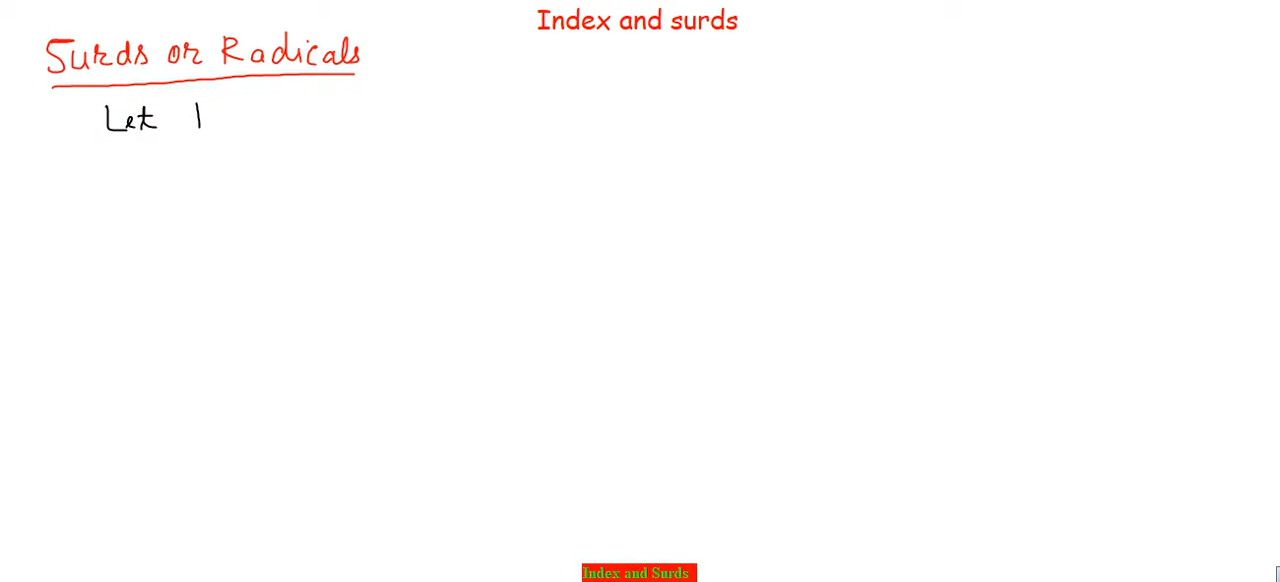 Index and surds
Surds or Radicals
Let
Index and Surds